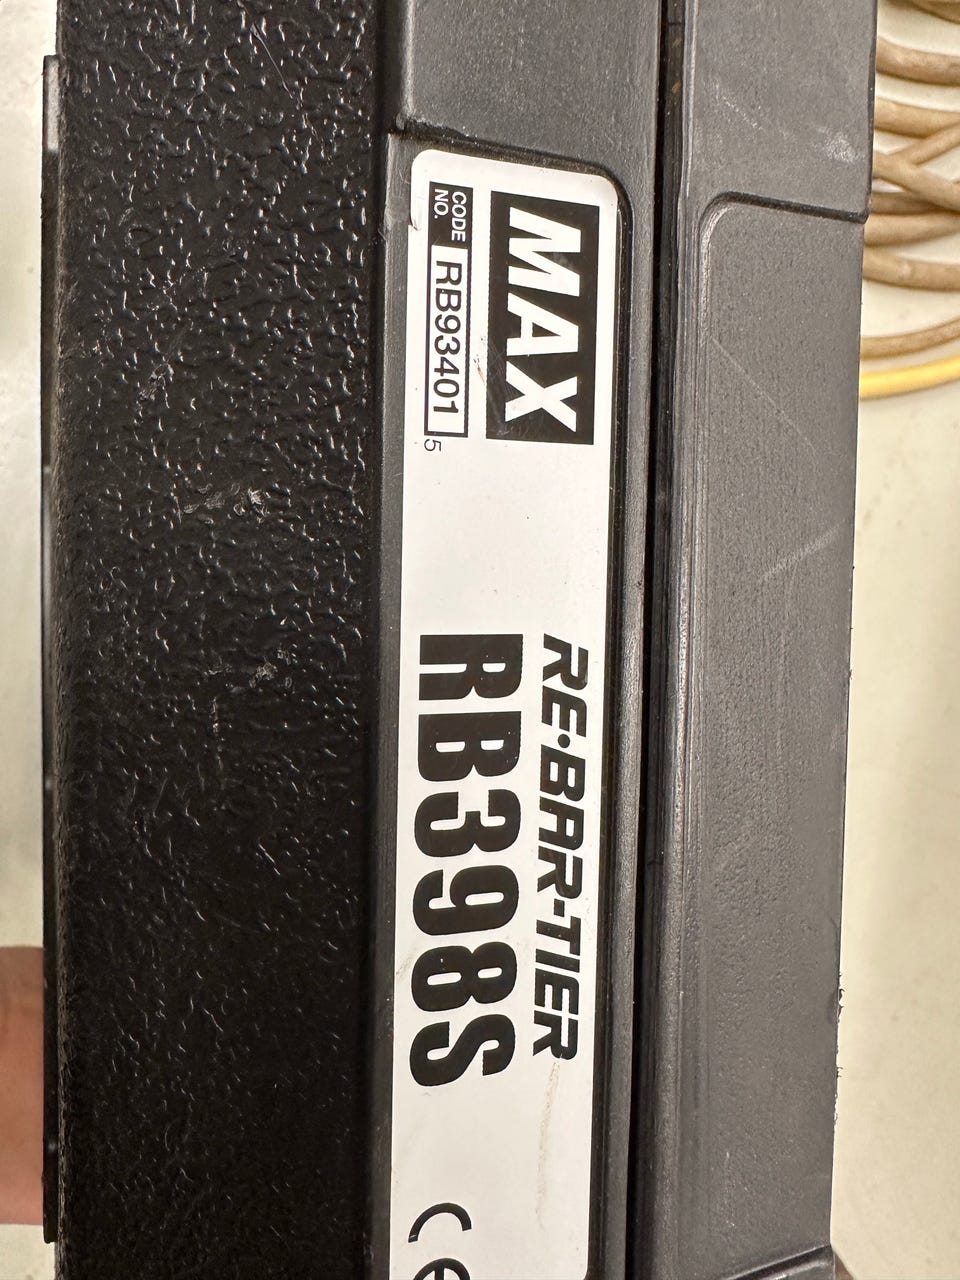 MAX
CODE NO. RB93401 5
RE-BAR-TIER
RB398S
CE